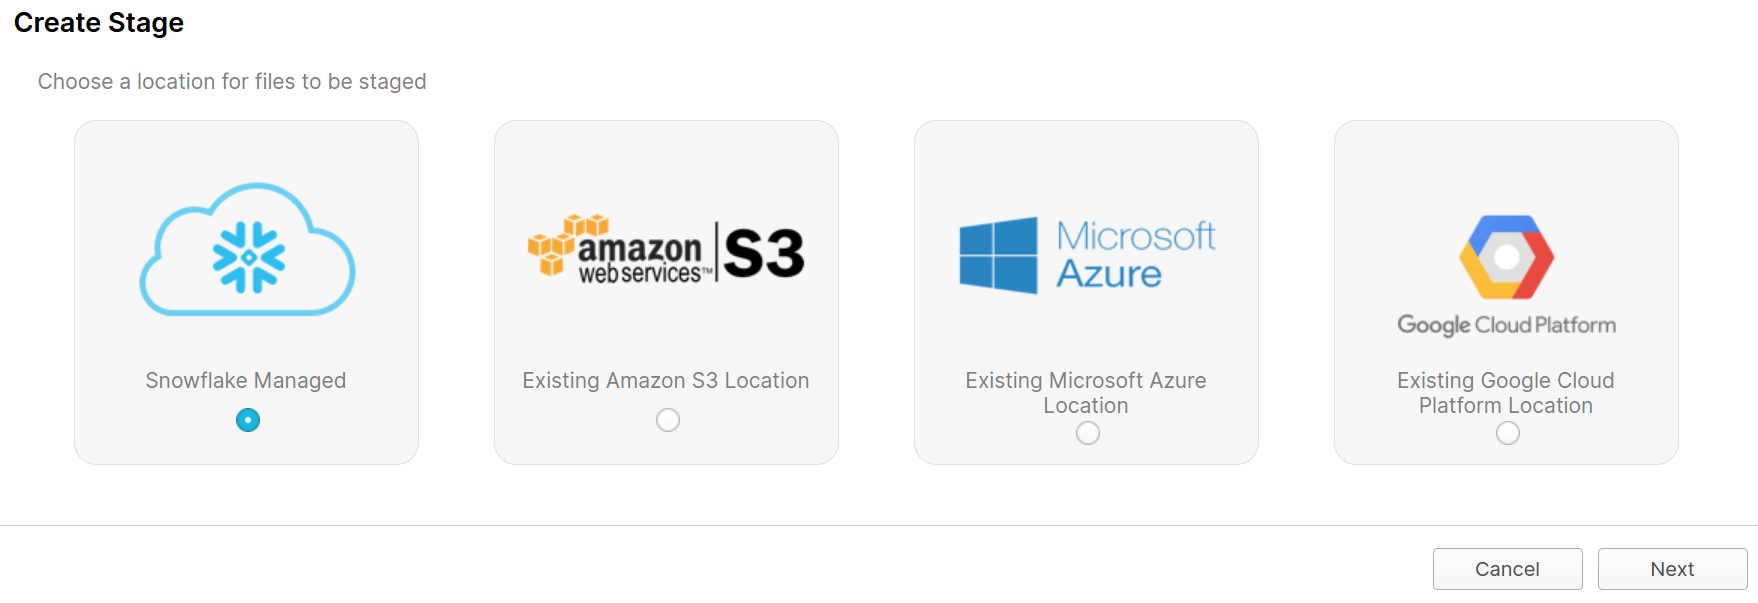 Create Stage
Choose a location for files to be staged
amazon
web services™
S3
Microsoft
Azure
Google Cloud Platform
Snowflake Managed
Existing Amazon S3 Location
Existing Microsoft Azure
Location
Existing Google Cloud
Platform Location
Cancel
Next